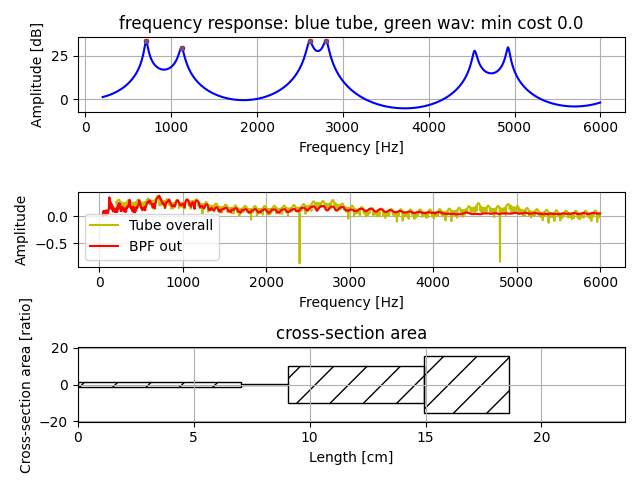 frequency response: blue tube, green wav: min cost 0.0
Amplitude [dB]
25
0
0 1000 2000 3000 4000 5000 6000
Frequency [Hz]
Amplitude
0.0
−0.5
Tube overall
BPF out
0 1000 2000 3000 4000 5000 6000
Frequency [Hz]
cross-section area
Cross-section area [ratio]
20
0
−20
0 5 10 15 20
Length [cm]